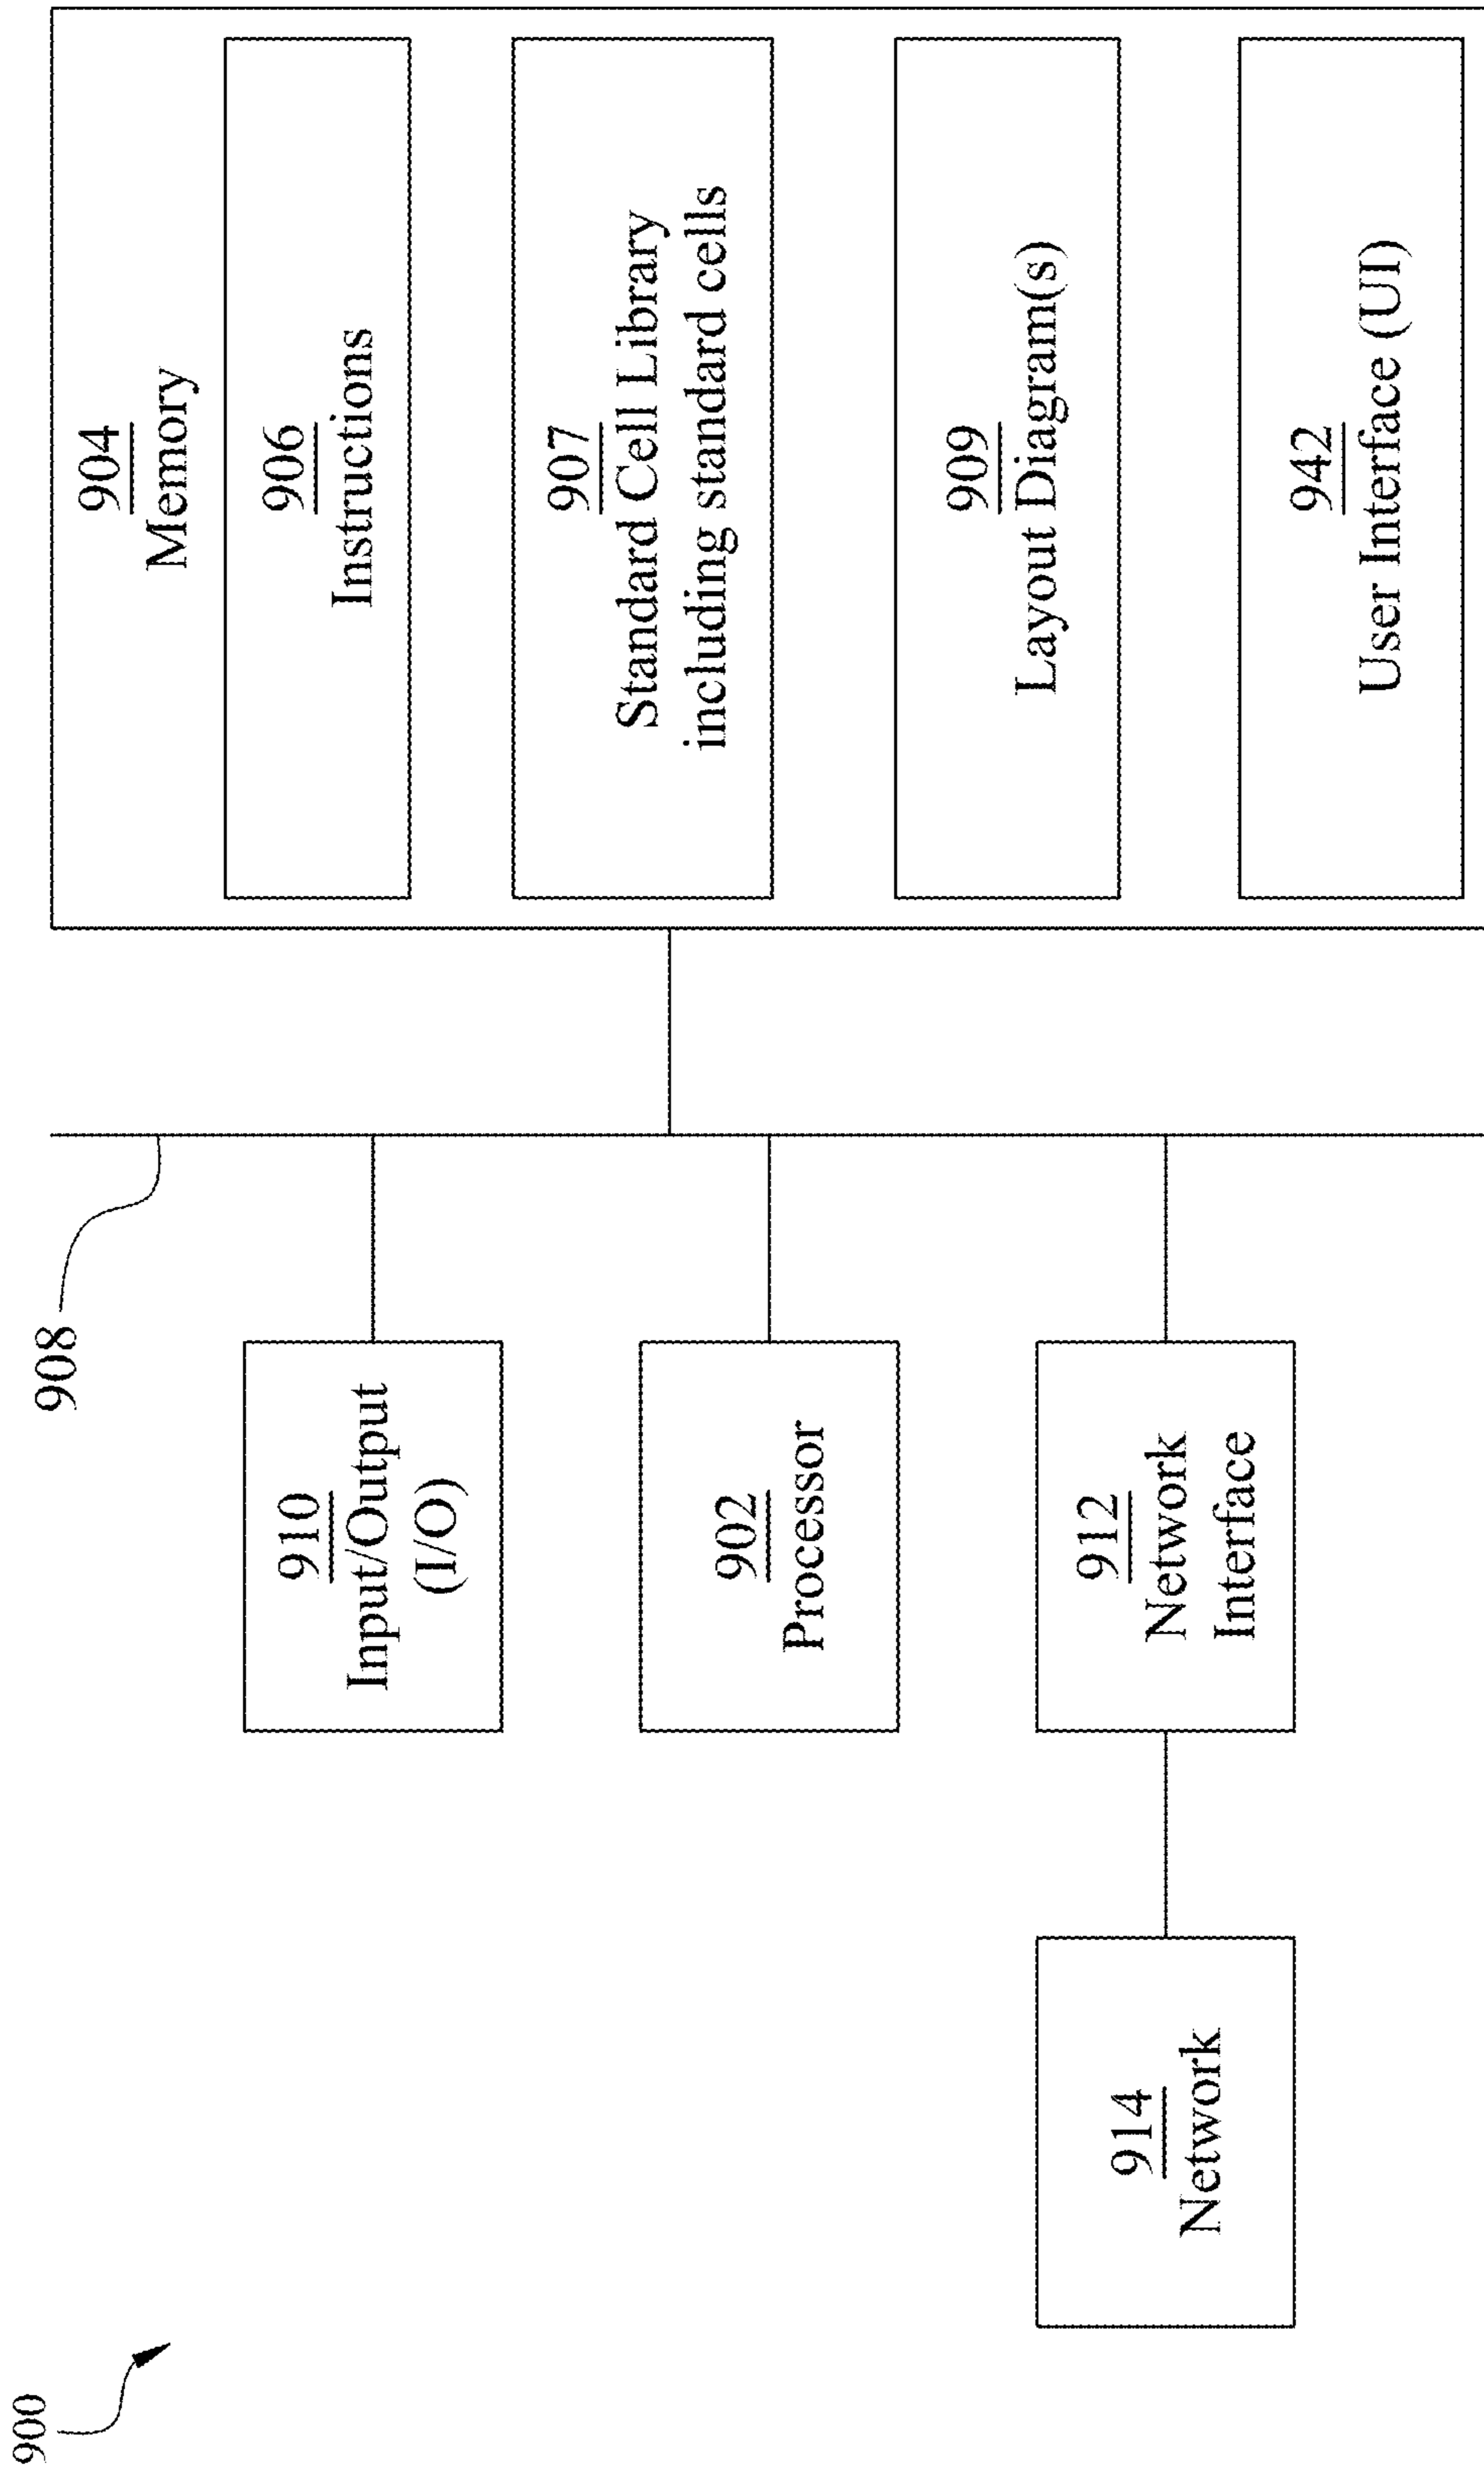 900
908
910
Input/Output
(I/O)
902
Processor
914
Network
912
Network
Interface
904
Memory
906
Instructions
907
Standard Cell Library
including standard cells
909
Layout Diagram(s)
942
User Interface (UI)